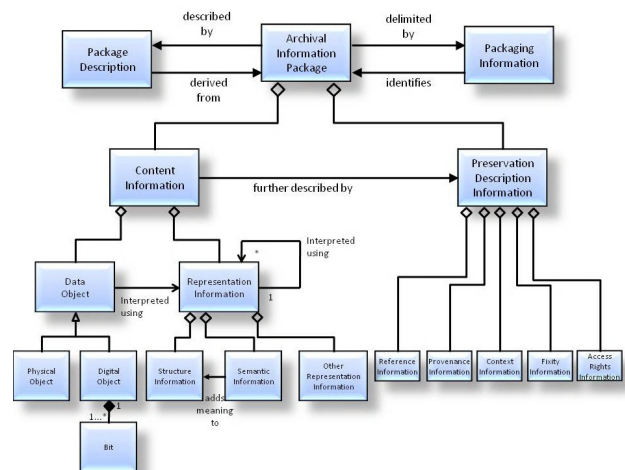 described
by
Archival
Information
Package
delimited
by
Package
Description
Packaging
Information
derived
from
identifies
Content
Information
Preservation
Description
Information
further described by
Interpreted
using
*
1
Data
Object
Interpreted
using
Representation
Information
Physical
Object
Digital
Object
Structure
Information
Semantic
Information
Other
Representation
Information
Reference
Information
Provenance
Information
Context
Information
Fixity
Information
Access
Rights
Information
adds
meaning
to
1
1...*
Bit